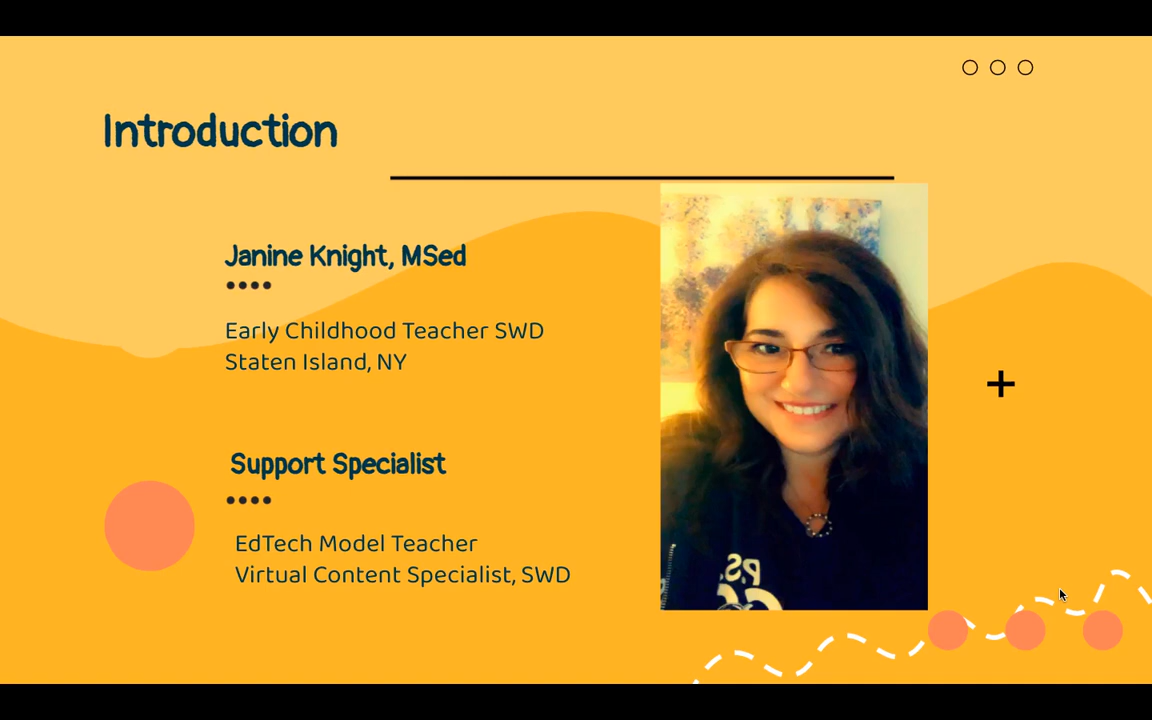 Introduction
Janine Knight, MSed
Early Childhood Teacher SWD
Staten Island, NY
Support Specialist
EdTech Model Teacher
Virtual Content Specialist, SWD
P.S.